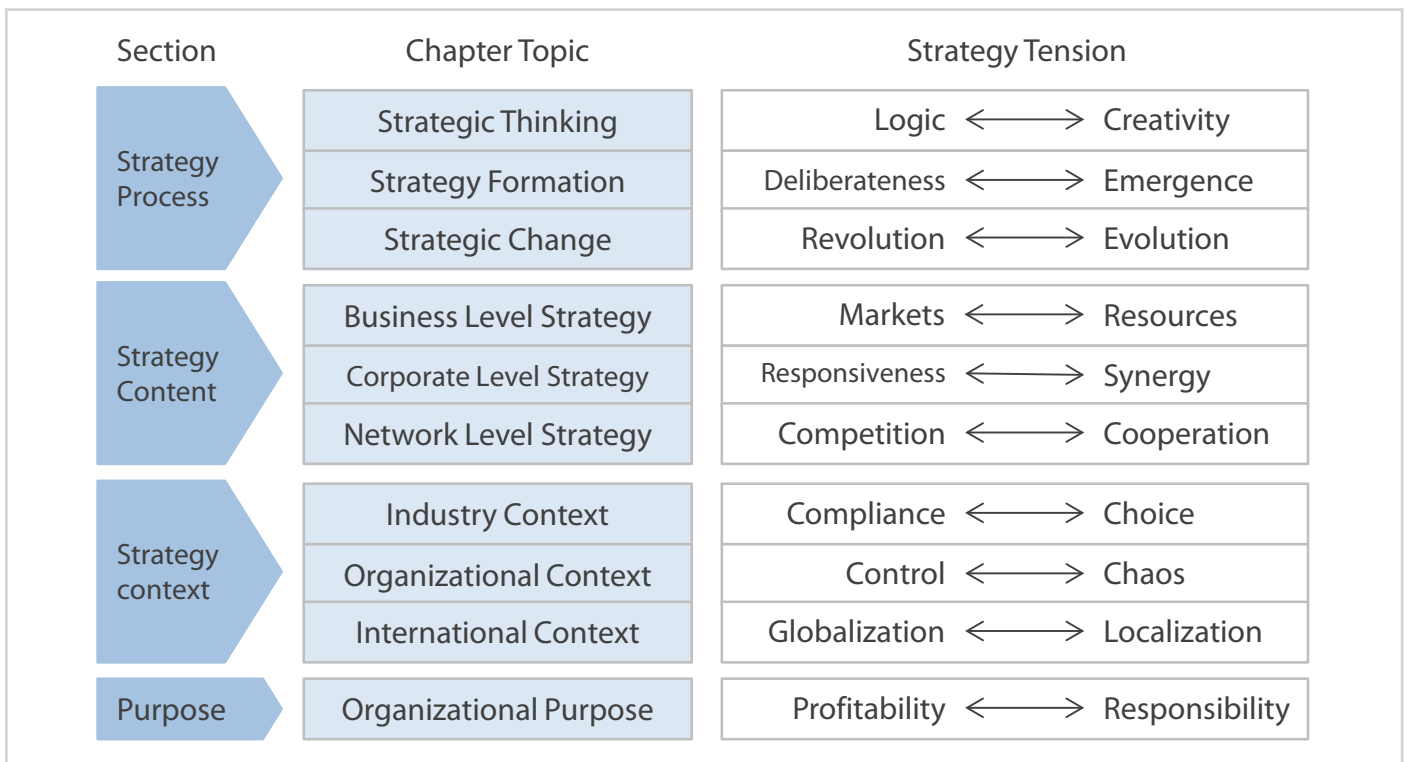 Section Chapter Topic Strategy Tension
Strategy
Process
Strategic Thinking Logic Creativity
Strategy Formation Deliberateness Emergence
Strategic Change Revolution Evolution
Strategy
Content
Business Level Strategy Markets Resources
Corporate Level Strategy Responsiveness Synergy
Network Level Strategy Competition Cooperation
Strategy
context
Industry Context Compliance Choice
Organizational Context Control Chaos
International Context Globalization Localization
Purpose Organizational Purpose Profitability Responsibility